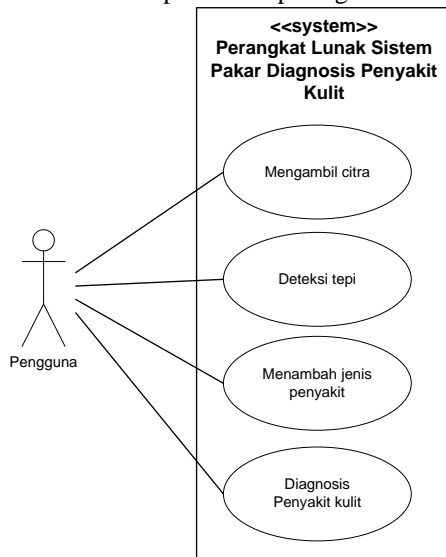 <<system>>
Perangkat Lunak Sistem
Pakar Diagnosis Penyakit
Kulit
Mengambil citra
Deteksi tepi
Pengguna
Menambah jenis
penyakit
Diagnosis
Penyakit kulit